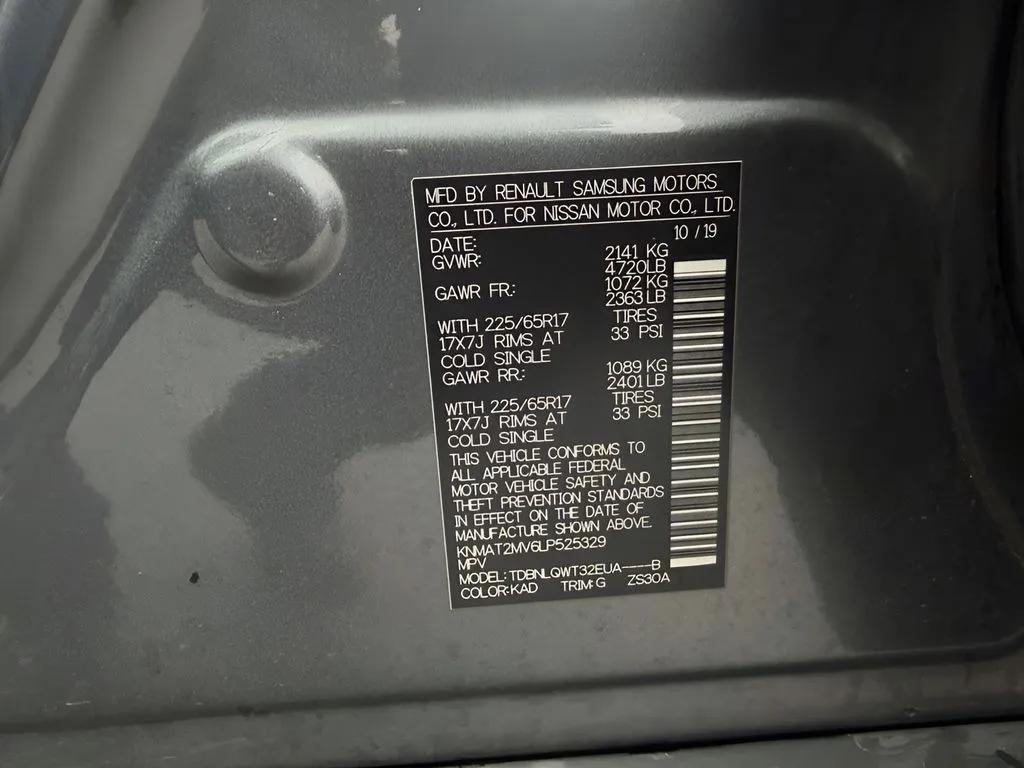 MFD BY RENAULT SAMSUNG MOTORS
CO., LTD. FOR NISSAN MOTOR CO., LTD.
DATE: 10 / 19
GVWR: 2141 KG
4720LB
GAWR FR.: 1072 KG
2363 LB
WITH 225/65R17 TIRES
17X7J RIMS AT 33 PSI
COLD SINGLE
GAWR RR.: 1089 KG
2401 LB
WITH 225/65R17 TIRES
17X7J RIMS AT 33 PSI
COLD SINGLE
THIS VEHICLE CONFORMS TO
ALL APPLICABLE FEDERAL
MOTOR VEHICLE SAFETY AND
THEFT PREVENTION STANDARDS
IN EFFECT ON THE DATE OF
MANUFACTURE SHOWN ABOVE.
KNMAT2MV6LP525329
MPV
MODEL: TDBNLQWT32EUA----B
COLOR:KAD TRIM:G ZS30A